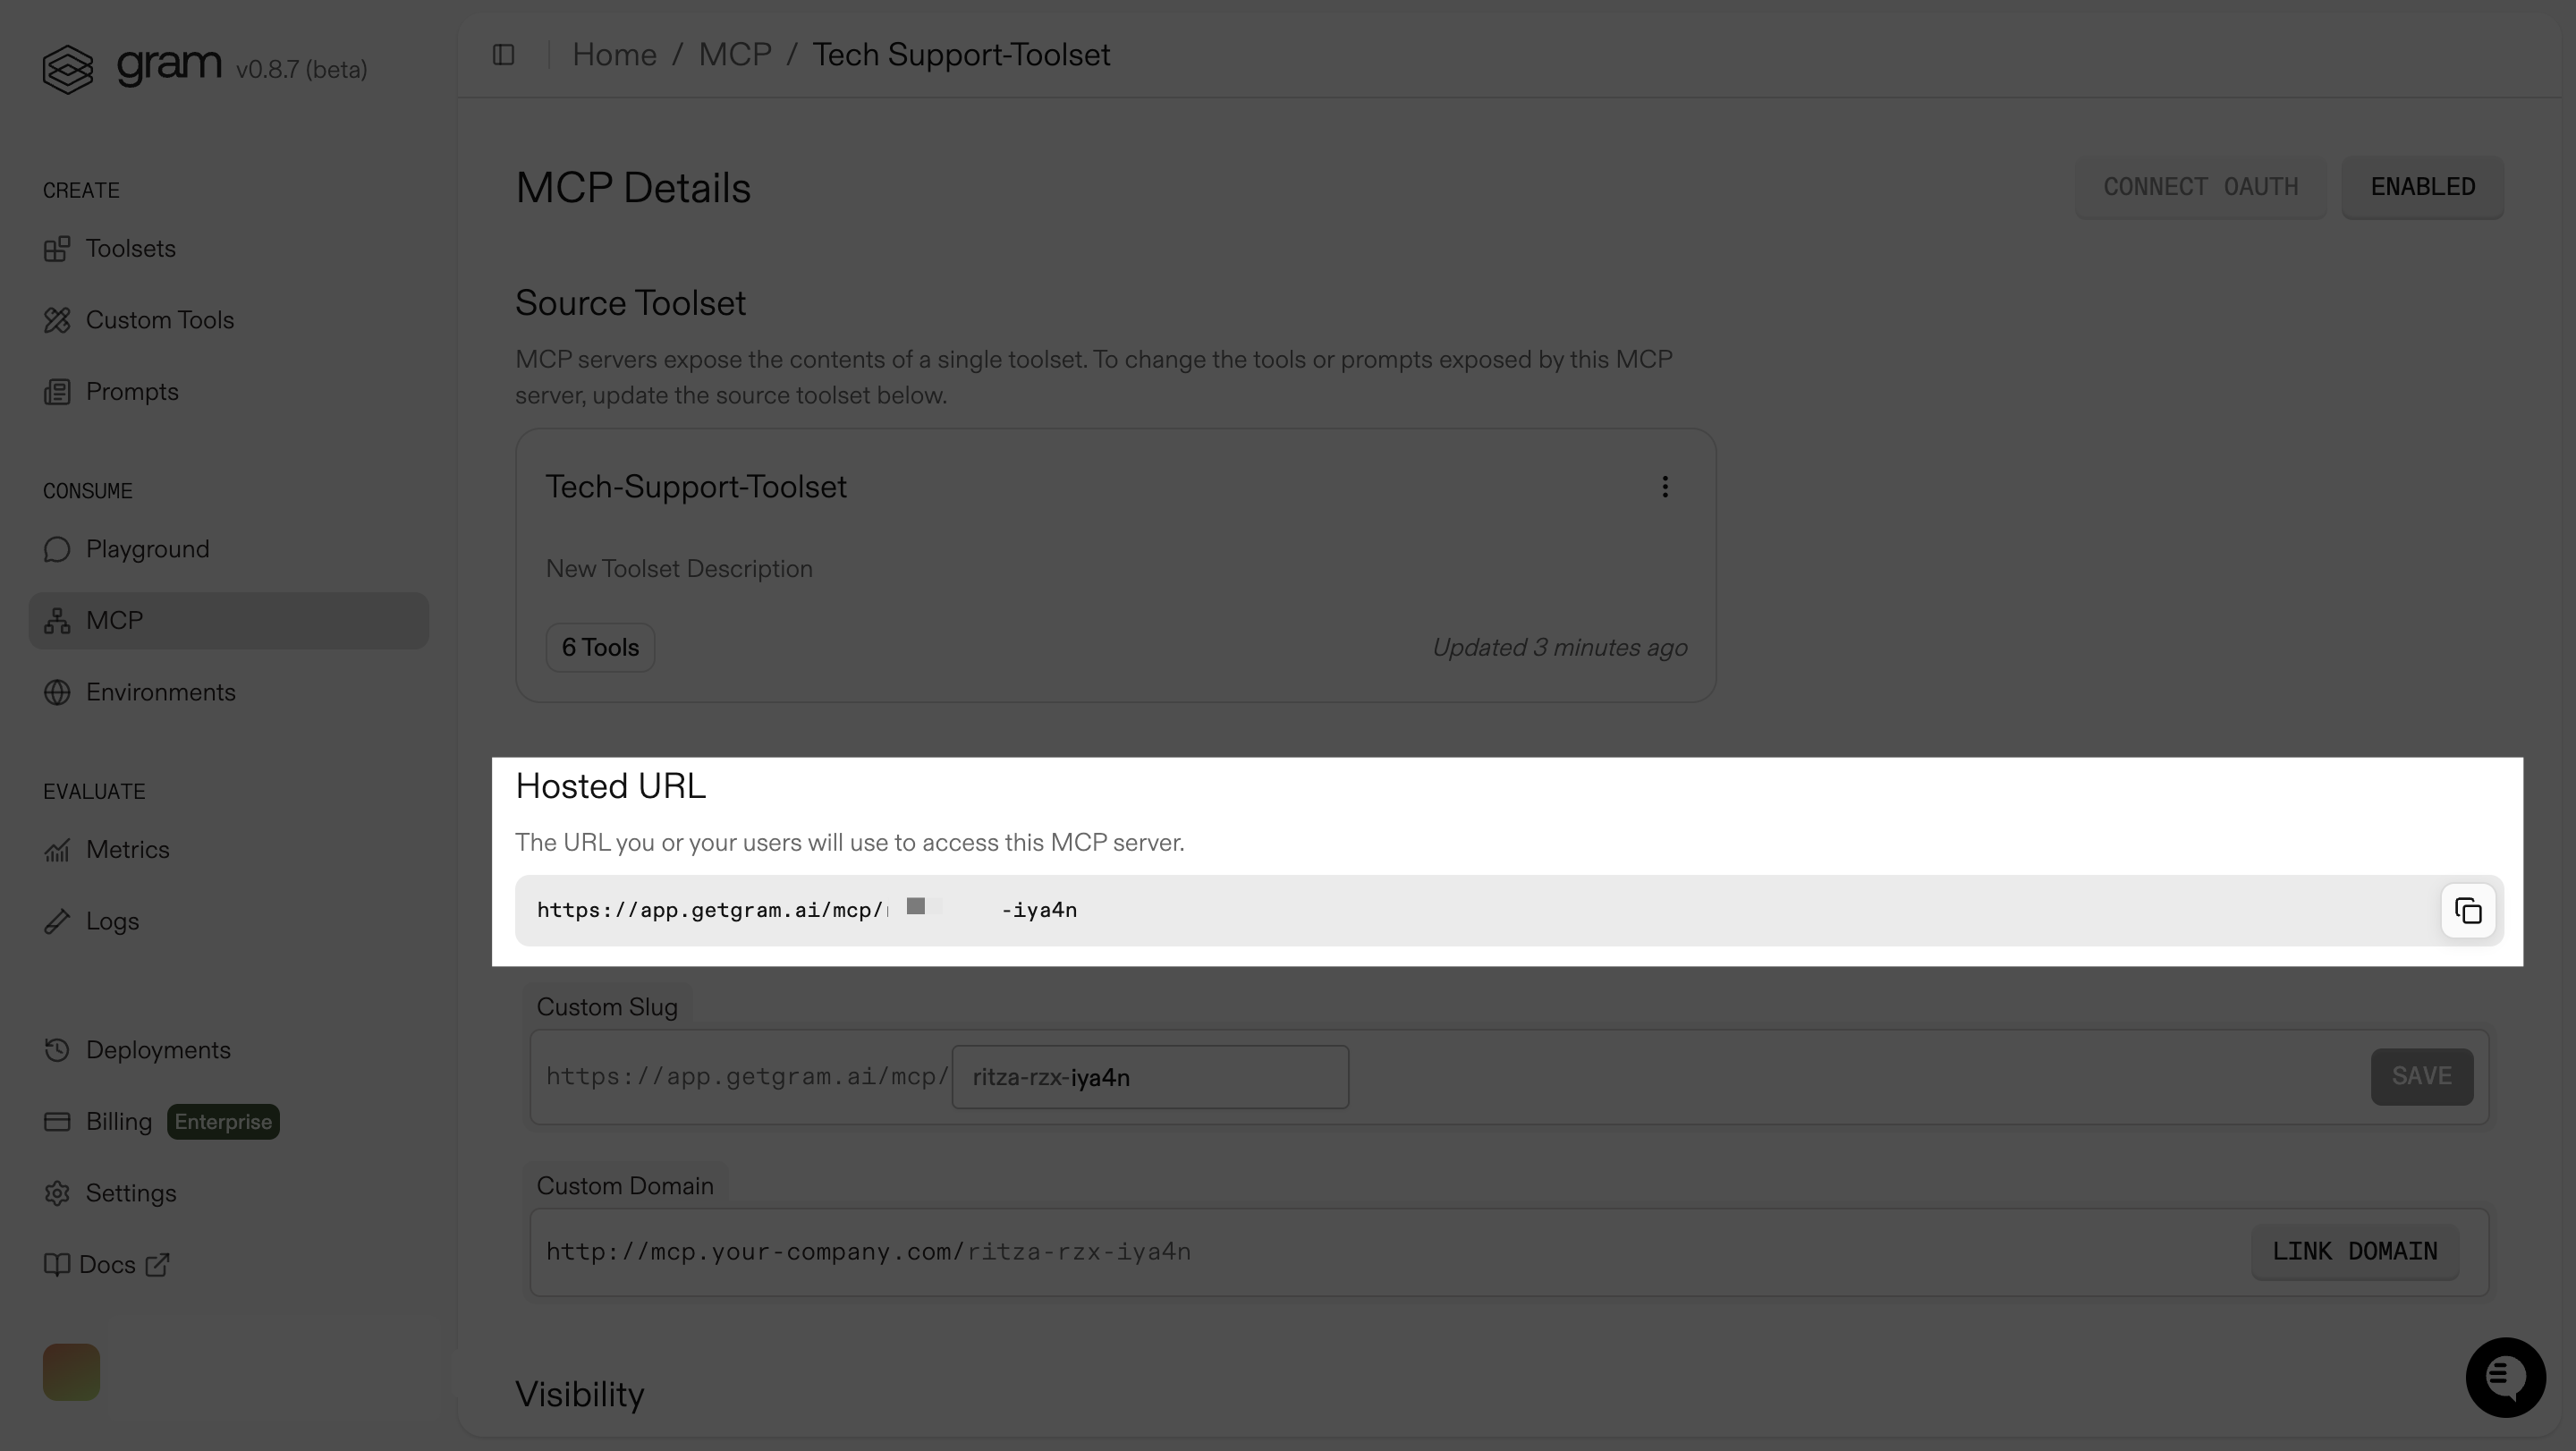 gram v0.8.7 (beta)
CREATE
Toolsets
Custom Tools
Prompts
CONSUME
Playground
MCP
Environments
EVALUATE
Metrics
Logs
Deployments
Billing Enterprise
Settings
Docs
Home / MCP / Tech Support-Toolset
MCP Details
CONNECT OAUTH
ENABLED
Source Toolset
MCP servers expose the contents of a single toolset. To change the tools or prompts exposed by this MCP
server, update the source toolset below.
Tech-Support-Toolset
New Toolset Description
6 Tools
Updated 3 minutes ago
Hosted URL
The URL you or your users will use to access this MCP server.
https://app.getgram.ai/mcp/ -iya4n
Custom Slug
https://app.getgram.ai/mcp/ ritza-rzx-iya4n
SAVE
Custom Domain
http://mcp.your-company.com/ritza-rzx-iya4n
LINK DOMAIN
Visibility